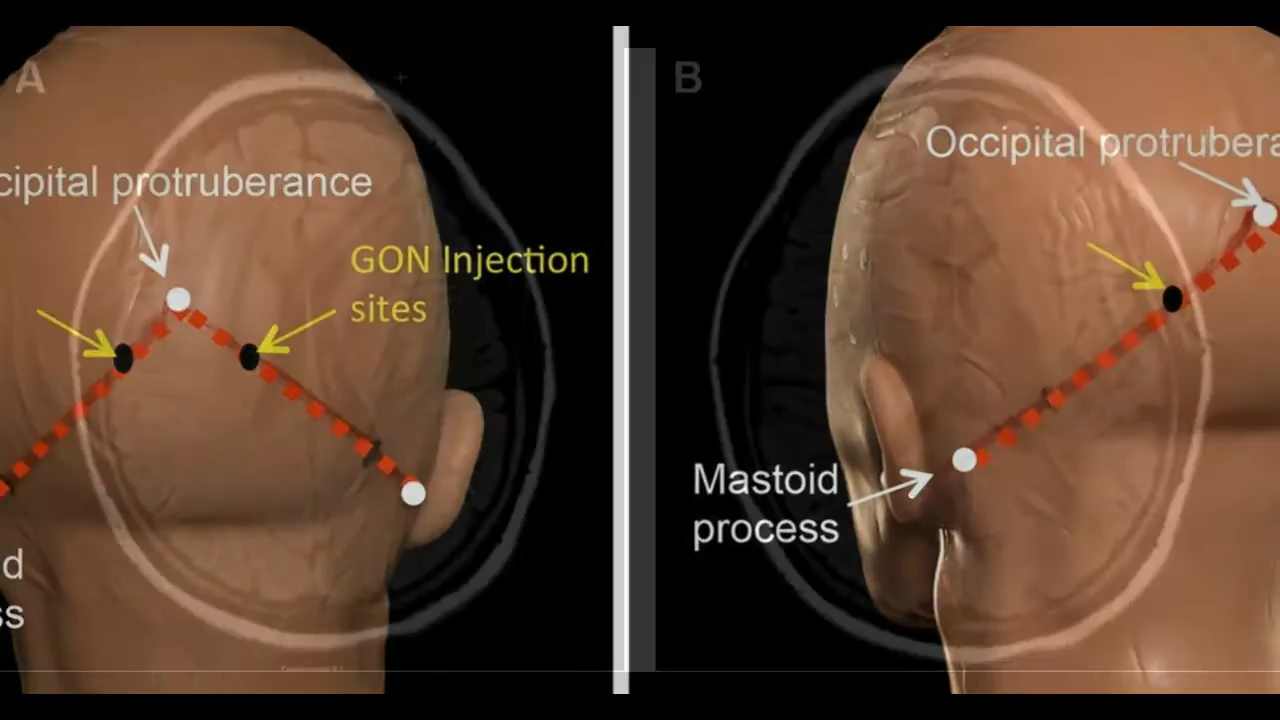 A
cipital protruberance
GON Injection
sites
d
ss
B
Occipital protrubera
Mastoid
process